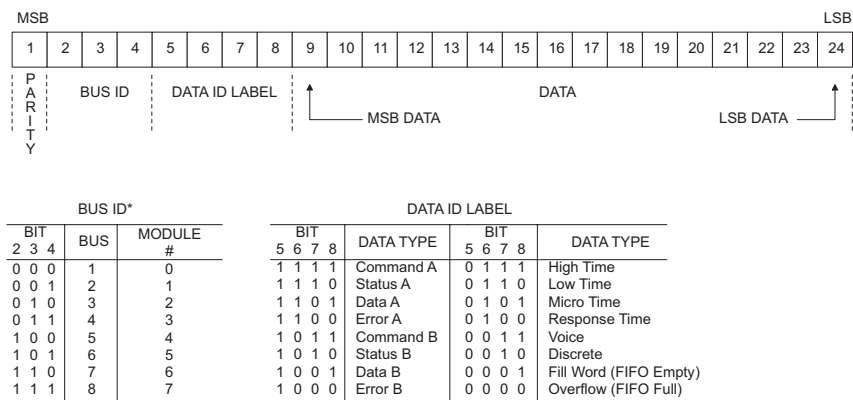 MSB LSB
1 2 3 4 5 6 7 8 9 10 11 12 13 14 15 16 17 18 19 20 21 22 23 24
PARITY BUS ID DATA ID LABEL DATA
MSB DATA LSB DATA
BUS ID* DATA ID LABEL
BIT BUS MODULE BIT DATA TYPE BIT DATA TYPE
2 3 4 # 5 6 7 8 5 6 7 8
0 0 0 1 0 1 1 1 1 Command A 0 1 1 1 High Time
0 0 1 2 1 1 1 1 0 Status A 0 1 1 0 Low Time
0 1 0 3 2 1 1 0 1 Data A 0 1 0 1 Micro Time
0 1 1 4 3 1 1 0 0 Error A 0 1 0 0 Response Time
1 0 0 5 4 1 0 1 1 Command B 0 0 1 1 Voice
1 0 1 6 5 1 0 1 0 Status B 0 0 1 0 Discrete
1 1 0 7 6 1 0 0 1 Data B 0 0 0 1 Fill Word (FIFO Empty)
1 1 1 8 7 1 0 0 0 Error B 0 0 0 0 Overflow (FIFO Full)